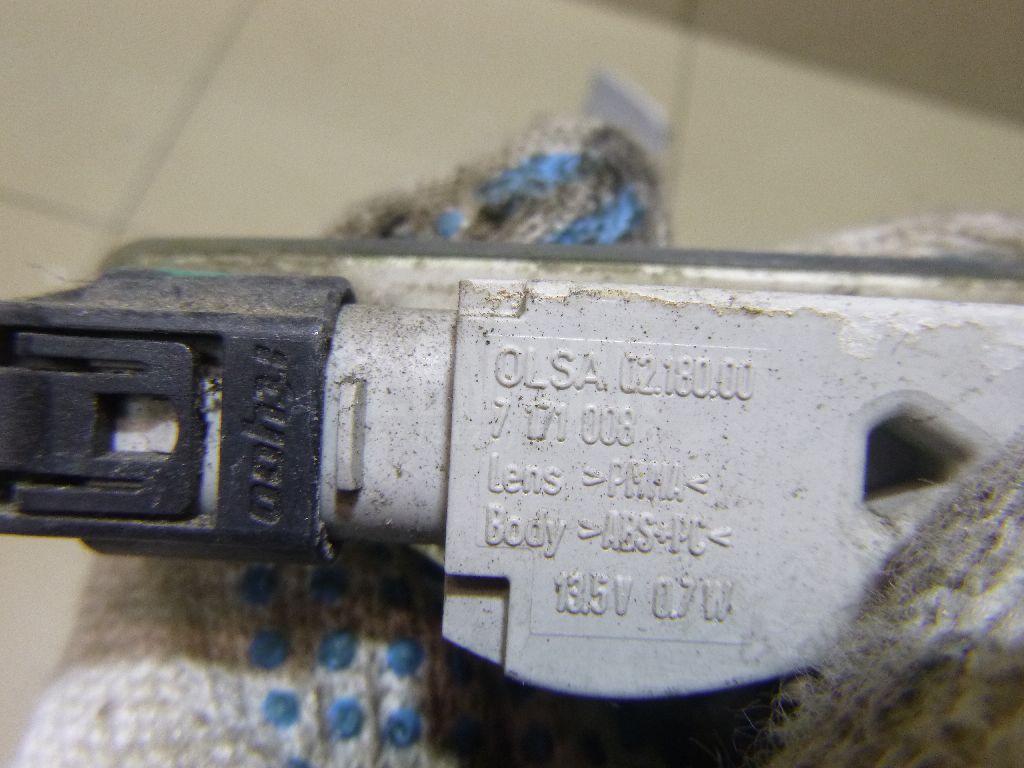 OLSA 02.180.00
7 171 008
Lens >PMMA<
Body >ABS+PC<
13.5V 0.7W